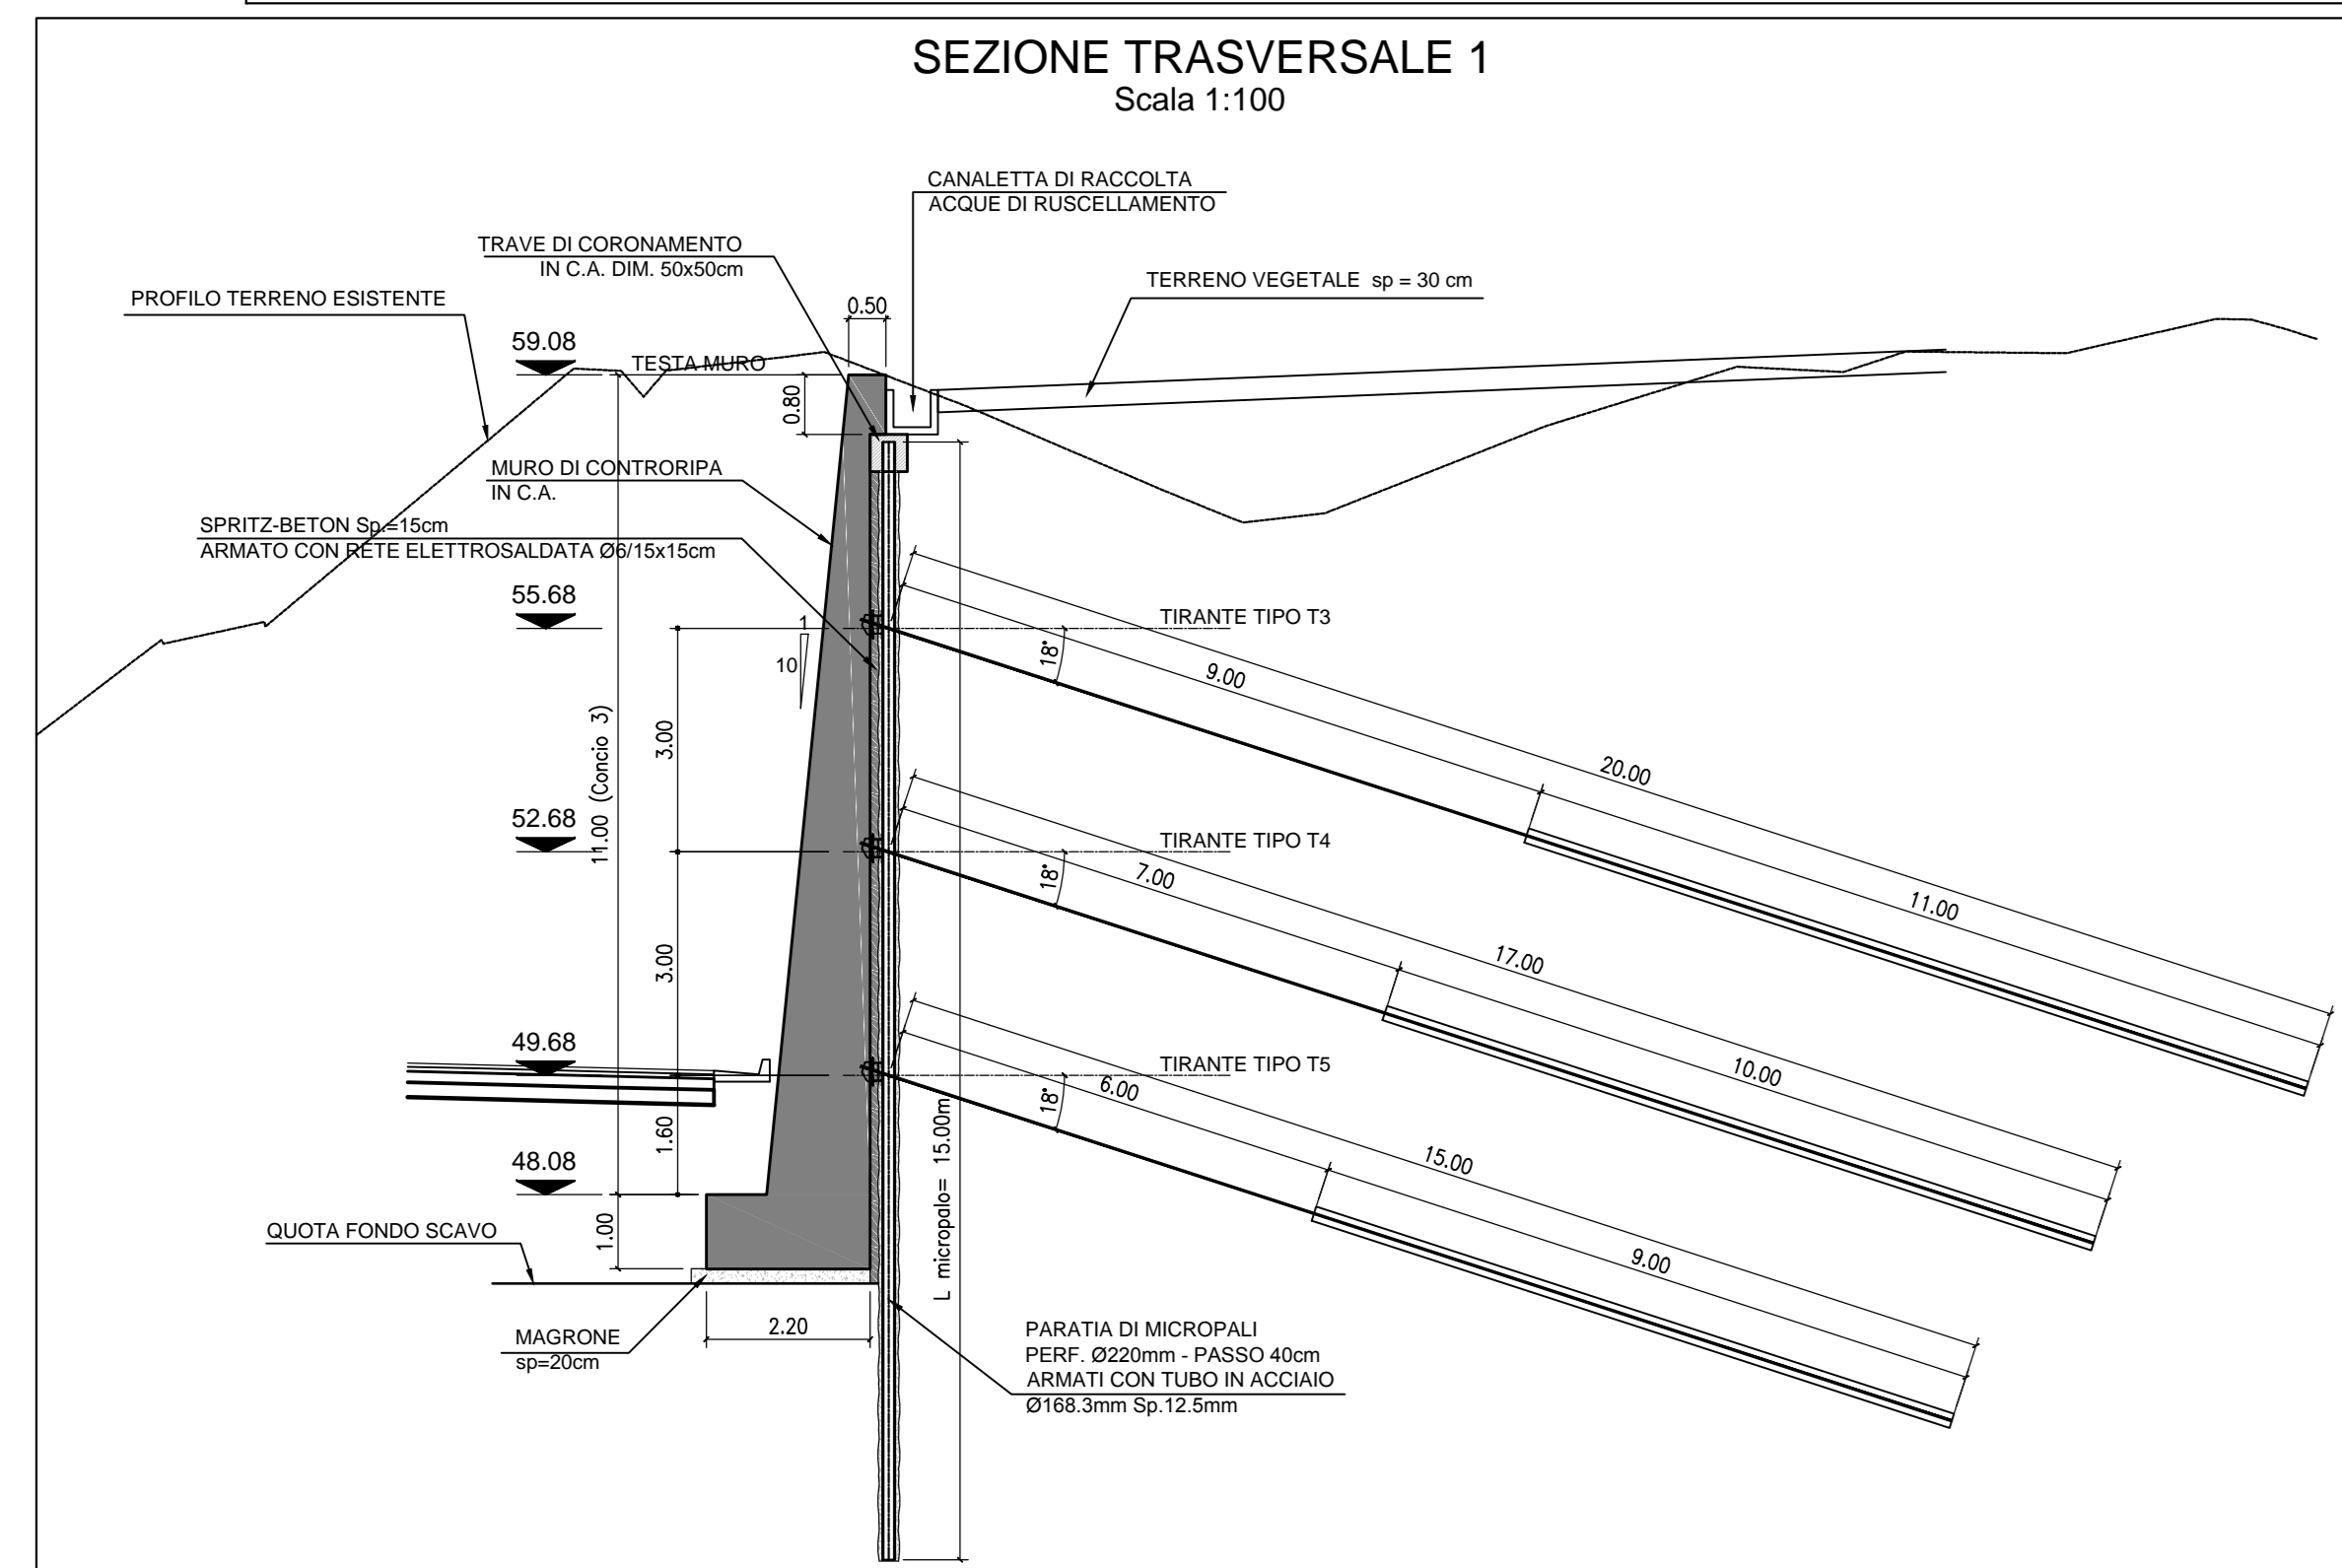 SEZIONE TRASVERSALE 1
Scala 1:100
CANALETTA DI RACCOLTA
ACQUE DI RUSCELLAMENTO
TRAVE DI CORONAMENTO
IN C.A. DIM. 50x50cm
TERRENO VEGETALE sp = 30 cm
PROFILO TERRENO ESISTENTE
0.50
59.08
TESTA MURO
0.80
MURO DI CONTRORIPA
IN C.A.
SPRITZ-BETON Sp.=15cm
ARMATO CON RETE ELETTROSALDATA Ø6/15x15cm
55.68
1
10
TIRANTE TIPO T3
18°
9.00
20.00
11.00
11.00 (Concio 3)
3.00
52.68
TIRANTE TIPO T4
18°
7.00
17.00
10.00
3.00
49.68
TIRANTE TIPO T5
18°
6.00
15.00
9.00
1.60
48.08
1.00
L micropalo= 15.00m
QUOTA FONDO SCAVO
2.20
MAGRONE
sp=20cm
PARATIA DI MICROPALI
PERF. Ø220mm - PASSO 40cm
ARMATI CON TUBO IN ACCIAIO
Ø168.3mm Sp.12.5mm